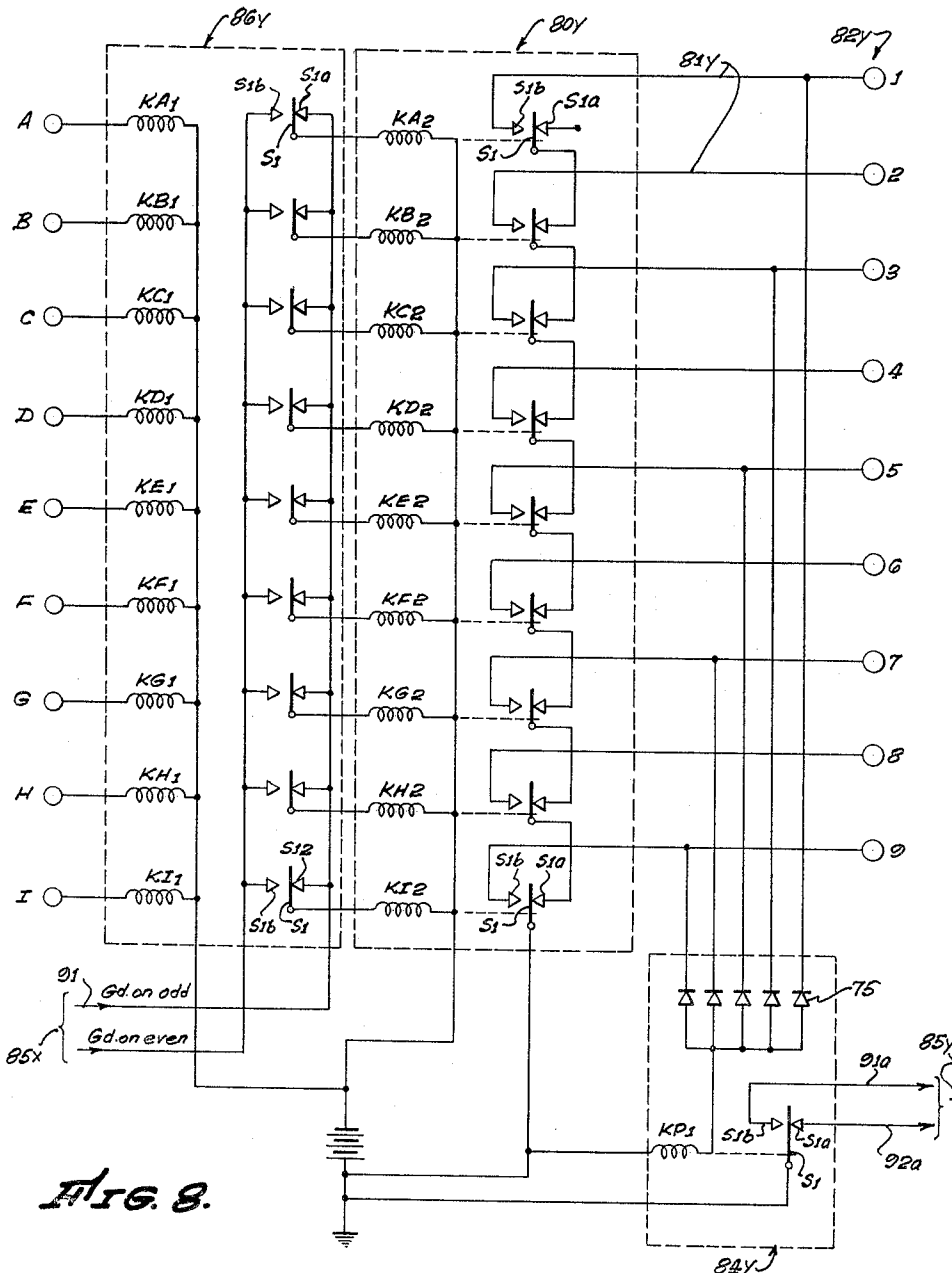 86Y
80Y
82Y
81Y
S1b S1a
S1b
S1a
1
A
KA1
KA2
S1
S1
2
B
KB1
KB2
3
C
KC1
KC2
4
D
KD1
KD2
5
E
KE1
KE2
6
F
KF1
KF2
7
G
KG1
KG2
8
H
KH1
KH2
9
S12
S1b S1a
I
KI1
S1b
S1
KI2
S1
91
Gd. on odd
85x
Gd. on even
75
85Y
91a
KP1
S1b
S1a
92a
S1
FIG. 8.
84Y